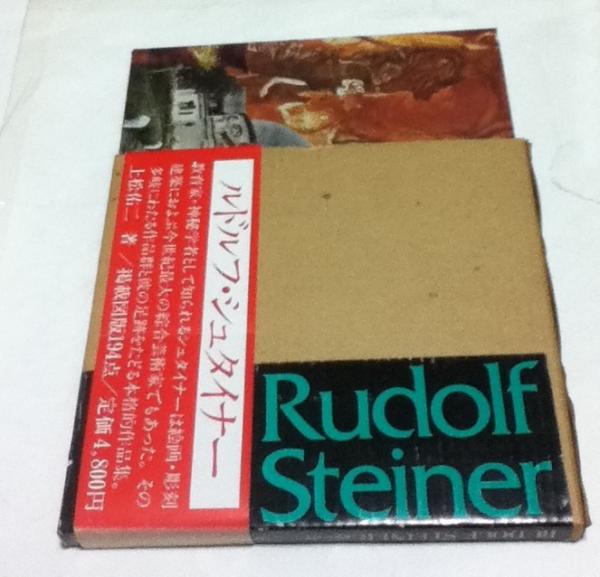 ルドルフ・シュタイナー
教育家・神秘学者として知られるシュタイナーは絵画・彫刻
建築におよぶ今世紀最大の綜合芸術家でもあった。その
多岐にわたる作品群と彼の足跡をたどる本格的作品集。
上松佑二 著／掲載図版194点／定価4,800円
Rudolf
Steiner